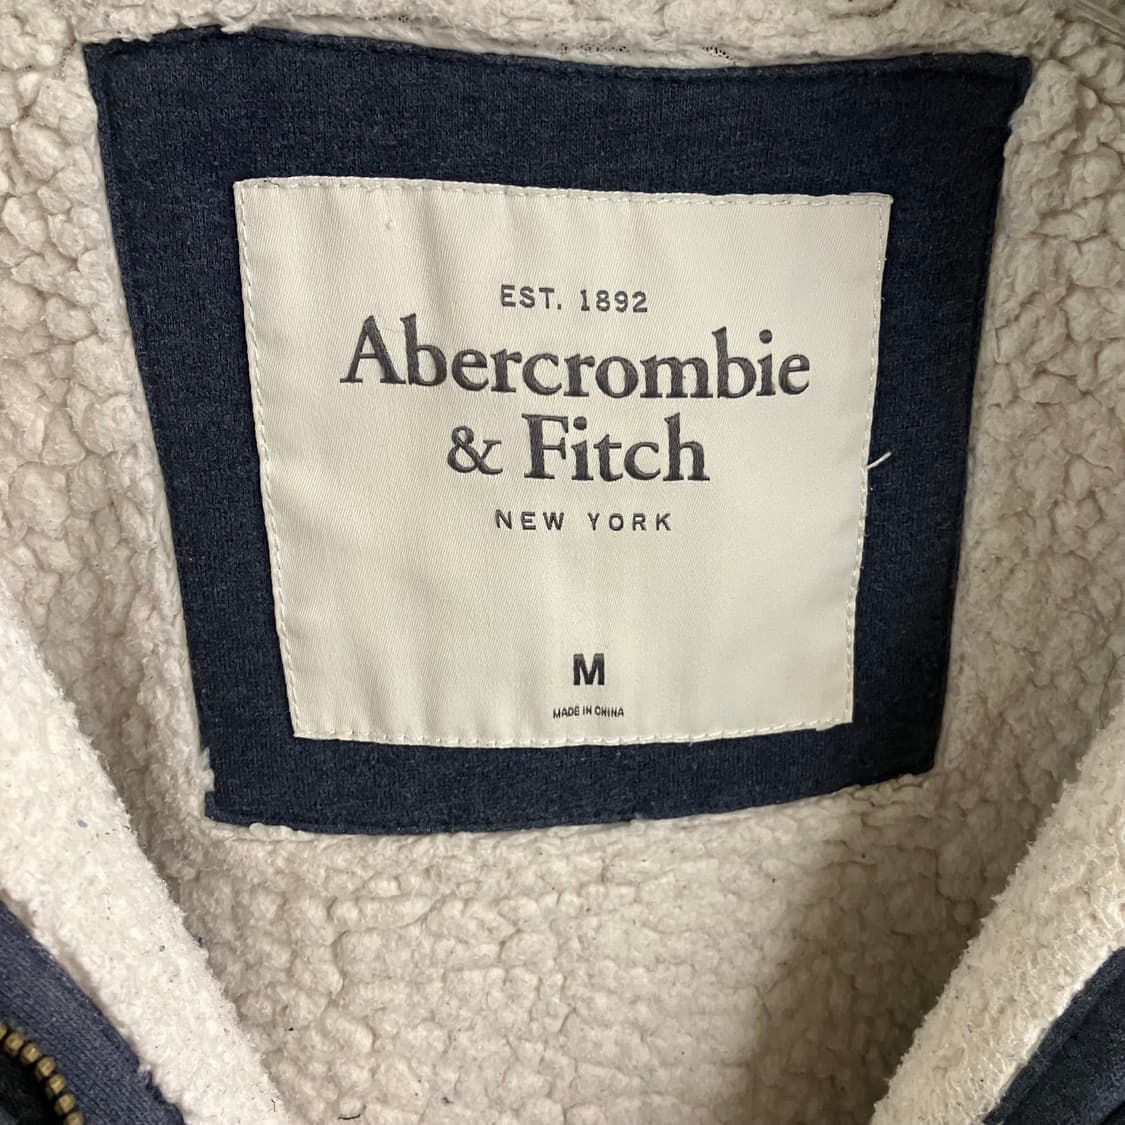 EST. 1892
Abercrombie
& Fitch
NEW YORK
M
MADE IN CHINA